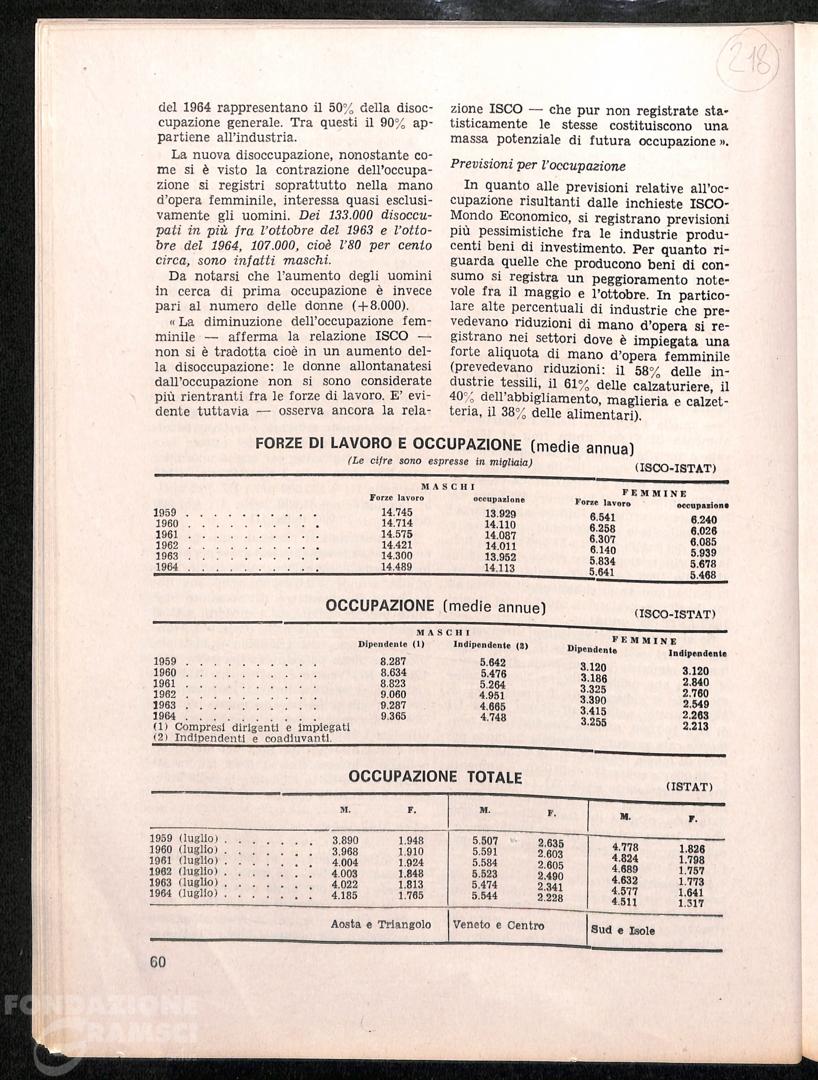 218
del 1964 rappresentano il 50% della disoc-
cupazione generale. Tra questi il 90% ap-
partiene all'industria.
La nuova disoccupazione, nonostante co-
me si è visto la contrazione dell'occupa-
zione si registri soprattutto nella mano
d'opera femminile, interessa quasi esclusi-
vamente gli uomini. Dei 133.000 disoccu-
pati in più fra l'ottobre del 1963 e l'otto-
bre del 1964, 107.000, cioè l'80 per cento
circa, sono infatti maschi.
Da notarsi che l'aumento degli uomini
in cerca di prima occupazione è invece
pari al numero delle donne (+8.000).
« La diminuzione dell'occupazione fem-
minile — afferma la relazione ISCO —
non si è tradotta cioè in un aumento del-
la disoccupazione: le donne allontanatesi
dall'occupazione non si sono considerate
più rientranti fra le forze di lavoro. E' evi-
dente tuttavia — osserva ancora la rela-
zione ISCO — che pur non registrate sta-
tisticamente le stesse costituiscono una
massa potenziale di futura occupazione ».
Previsioni per l'occupazione
In quanto alle previsioni relative all'oc-
cupazione risultanti dalle inchieste ISCO-
Mondo Economico, si registrano previsioni
più pessimistiche fra le industrie produ-
centi beni di investimento. Per quanto ri-
guarda quelle che producono beni di con-
sumo si registra un peggioramento note-
vole fra il maggio e l'ottobre. In partico-
lare alte percentuali di industrie che pre-
vedevano riduzioni di mano d'opera si re-
gistrano nei settori dove è impiegata una
forte aliquota di mano d'opera femminile
(prevedevano riduzioni: il 58% delle in-
dustrie tessili, il 61% delle calzaturiere, il
40% dell'abbigliamento, maglieria e calzet-
teria, il 38% delle alimentari).
FORZE DI LAVORO E OCCUPAZIONE (medie annua)
(Le cifre sono espresse in migliaia)
(ISCO-ISTAT)
MASCHI FEMMINE
Forze lavoro occupazione Forze lavoro occupazione
1959 . . . . . . . . . . 14.745 13.929 6.541 6.240
1960 . . . . . . . . . . 14.714 14.110 6.258 6.026
1961 . . . . . . . . . . 14.575 14.087 6.307 6.085
1962 . . . . . . . . . . 14.421 14.011 6.140 5.939
1963 . . . . . . . . . . 14.300 13.952 5.834 5.678
1964 . . . . . . . . . . 14.489 14.113 5.641 5.468
OCCUPAZIONE (medie annue)
(ISCO-ISTAT)
MASCHI FEMMINE
Dipendente (1) Indipendente (2) Dipendente Indipendente
1959 . . . . . . . . . . 8.287 5.642 3.120 3.120
1960 . . . . . . . . . . 8.634 5.476 3.186 2.840
1961 . . . . . . . . . . 8.823 5.264 3.325 2.760
1962 . . . . . . . . . . 9.060 4.951 3.390 2.549
1963 . . . . . . . . . . 9.287 4.665 3.415 2.263
1964 . . . . . . . . . . 9.365 4.748 3.255 2.213
(1) Compresi dirigenti e impiegati
(2) Indipendenti e coadiuvanti.
OCCUPAZIONE TOTALE
(ISTAT)
M. F. M. F. M. F.
1959 (luglio) . . . . . . . 3.890 1.948 5.507 2.635 4.778 1.826
1960 (luglio) . . . . . . . 3.968 1.910 5.591 2.603 4.824 1.798
1961 (luglio) . . . . . . . 4.004 1.924 5.584 2.605 4.689 1.757
1962 (luglio) . . . . . . . 4.003 1.848 5.523 2.490 4.632 1.773
1963 (luglio) . . . . . . . 4.022 1.813 5.474 2.341 4.577 1.641
1964 (luglio) . . . . . . . 4.185 1.765 5.544 2.228 4.511 1.517
Aosta e Triangolo Veneto e Centro Sud e Isole
60
FONDAZIONE
GRAMSCI